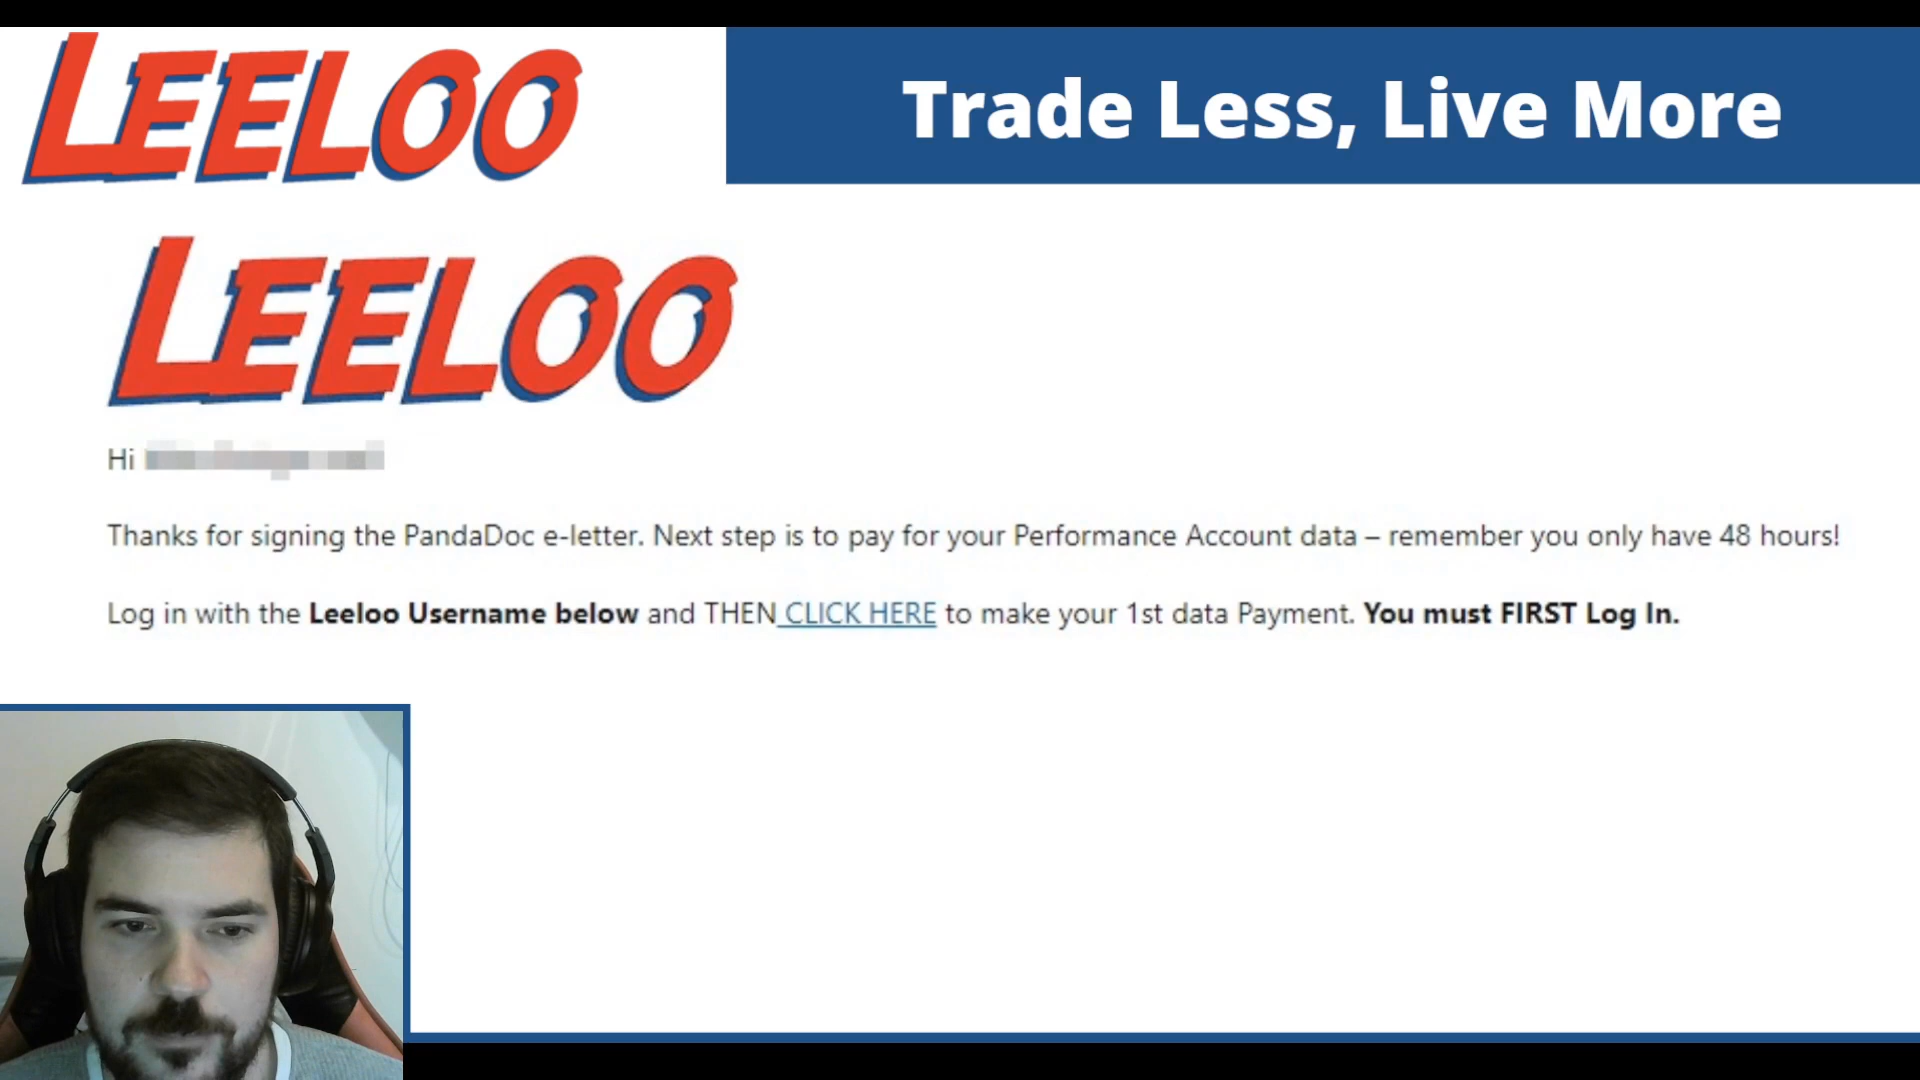 LEELOO
Trade Less, Live More
LEELOO
Hi
Thanks for signing the PandaDoc e-letter. Next step is to pay for your Performance Account data – remember you only have 48 hours!
Log in with the Leeloo Username below and THEN CLICK HERE to make your 1st data Payment. You must FIRST Log In.